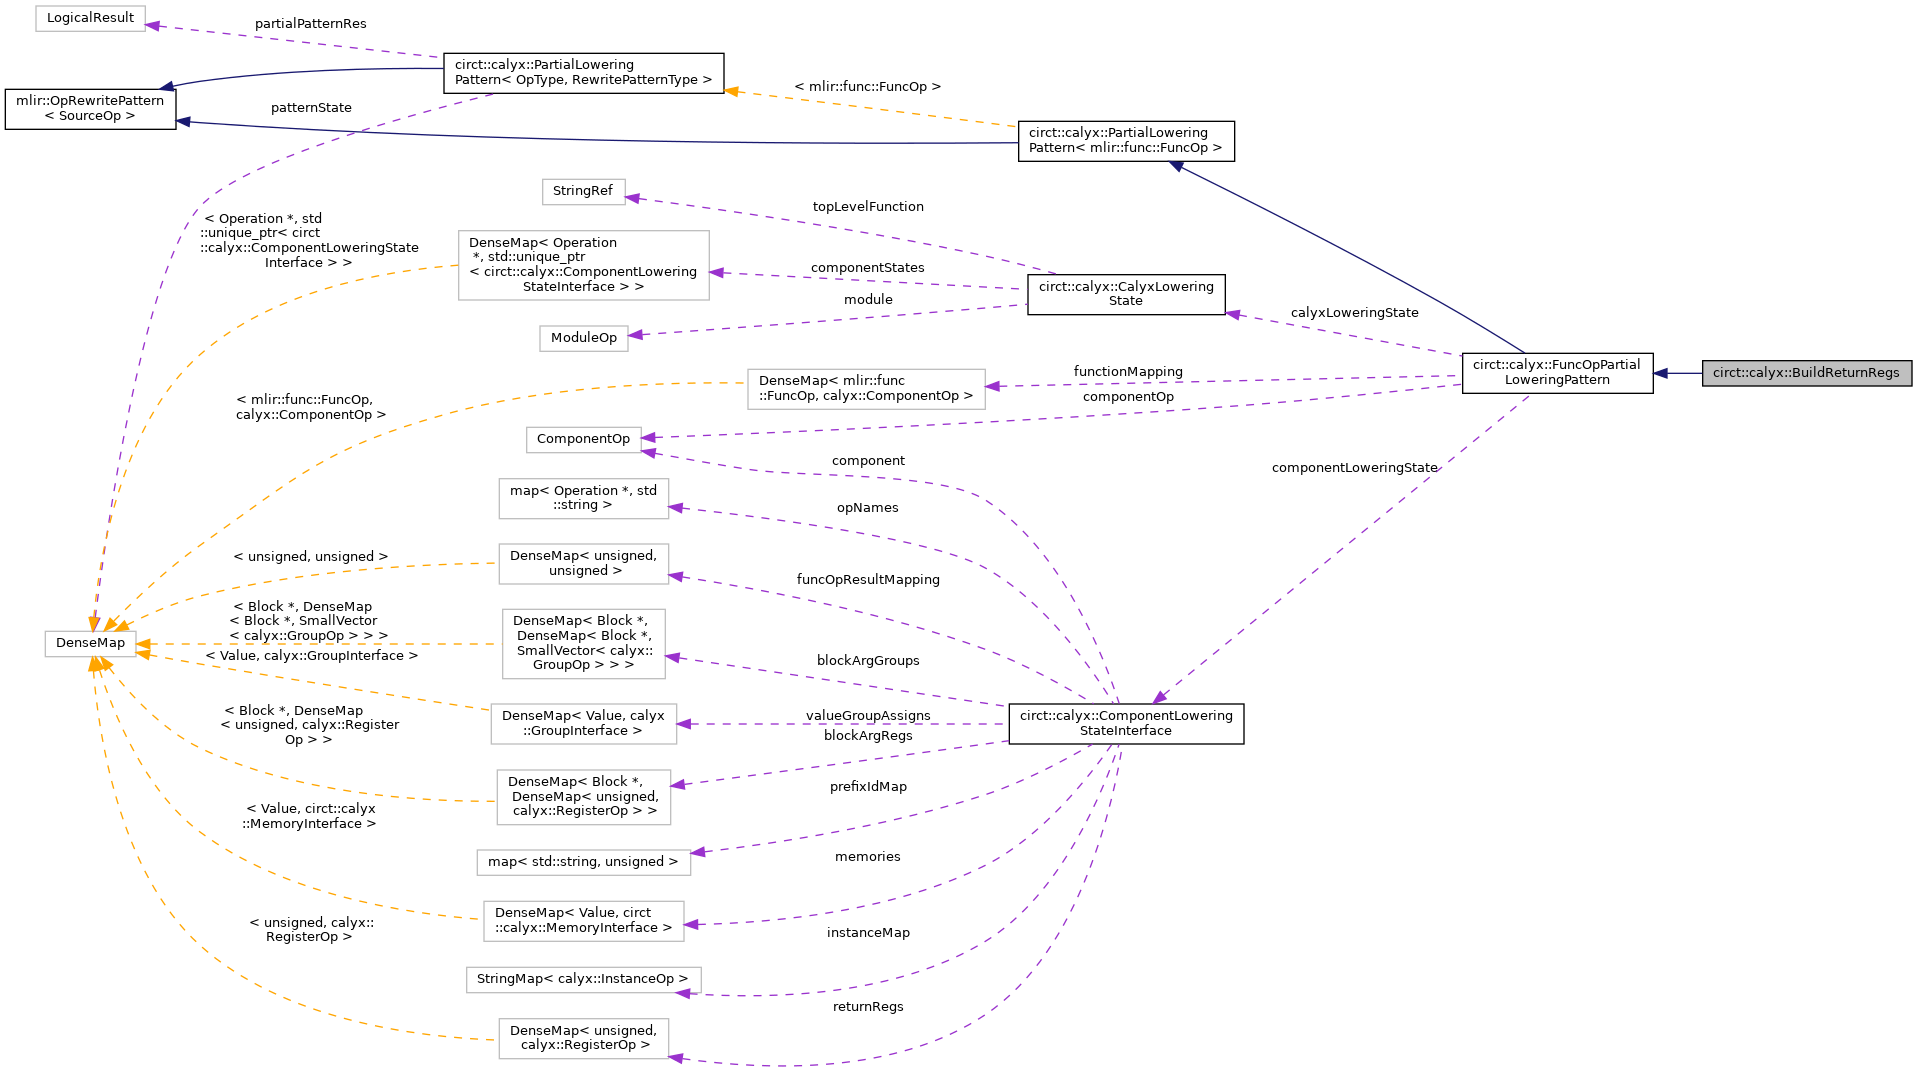 LogicalResult
partialPatternRes
circt::calyx::PartialLowering
Pattern< OpType, RewritePatternType >
mlir::OpRewritePattern
< SourceOp >
patternState
< mlir::func::FuncOp >
circt::calyx::PartialLowering
Pattern< mlir::func::FuncOp >
StringRef
topLevelFunction
< Operation *, std
::unique_ptr< circt
::calyx::ComponentLoweringState
Interface > >
DenseMap< Operation
*, std::unique_ptr
< circt::calyx::ComponentLowering
StateInterface > >
componentStates
module
circt::calyx::CalyxLowering
State
calyxLoweringState
ModuleOp
circt::calyx::FuncOpPartial
LoweringPattern
circt::calyx::BuildReturnRegs
functionMapping
componentOp
DenseMap< mlir::func
::FuncOp, calyx::ComponentOp >
< mlir::func::FuncOp,
calyx::ComponentOp >
ComponentOp
component
componentLoweringState
map< Operation *, std
::string >
opNames
< unsigned, unsigned >
DenseMap< unsigned,
unsigned >
funcOpResultMapping
< Block *, DenseMap
< Block *, SmallVector
< calyx::GroupOp > > >
DenseMap< Block *,
DenseMap< Block *,
SmallVector< calyx::
GroupOp > > >
blockArgGroups
DenseMap
< Value, calyx::GroupInterface >
DenseMap< Value, calyx
::GroupInterface >
valueGroupAssigns
blockArgRegs
circt::calyx::ComponentLowering
StateInterface
< Block *, DenseMap
< unsigned, calyx::Register
Op > >
DenseMap< Block *,
DenseMap< unsigned,
calyx::RegisterOp > >
prefixIdMap
< Value, circt::calyx
::MemoryInterface >
map< std::string, unsigned >
memories
DenseMap< Value, circt
::calyx::MemoryInterface >
instanceMap
< unsigned, calyx::
RegisterOp >
StringMap< calyx::InstanceOp >
returnRegs
DenseMap< unsigned,
calyx::RegisterOp >